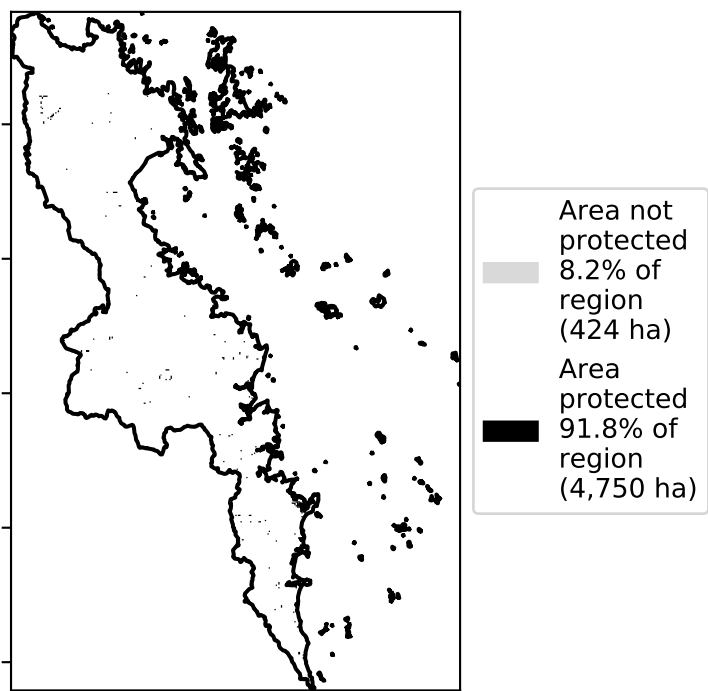 Area not
protected
8.2% of
region
(424 ha)
Area
protected
91.8% of
region
(4,750 ha)